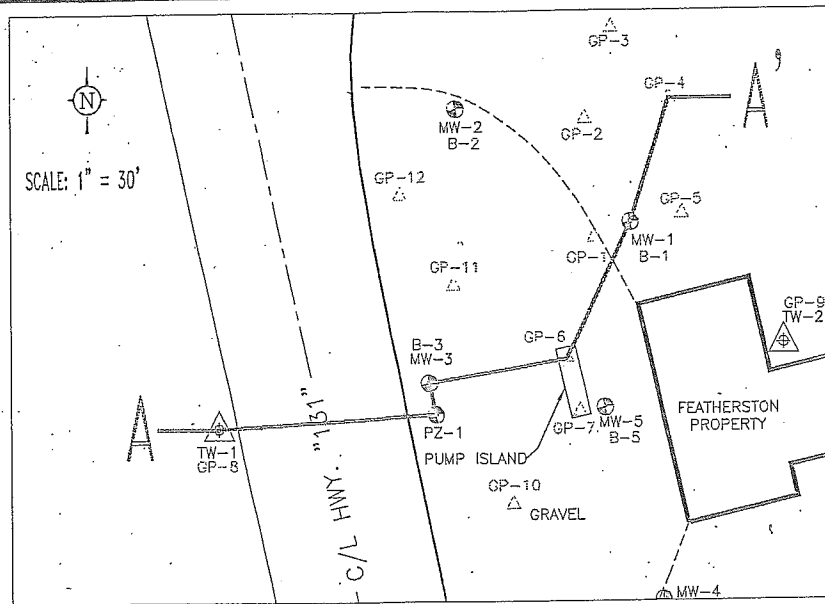 GP-3
GP-4
A'
N
MW-2
B-2
GP-2
SCALE: 1" = 30'
GP-12
GP-5
GP-1
MW-1
B-1
GP-11
GP-9
TW-2
GP-6
B-3
MW-3
A
TW-1
GP-8
PZ-1
GP-7
MW-5
B-5
FEATHERSTON
PROPERTY
PUMP ISLAND
GP-10
GRAVEL
C/L HWY. "131"
MW-4